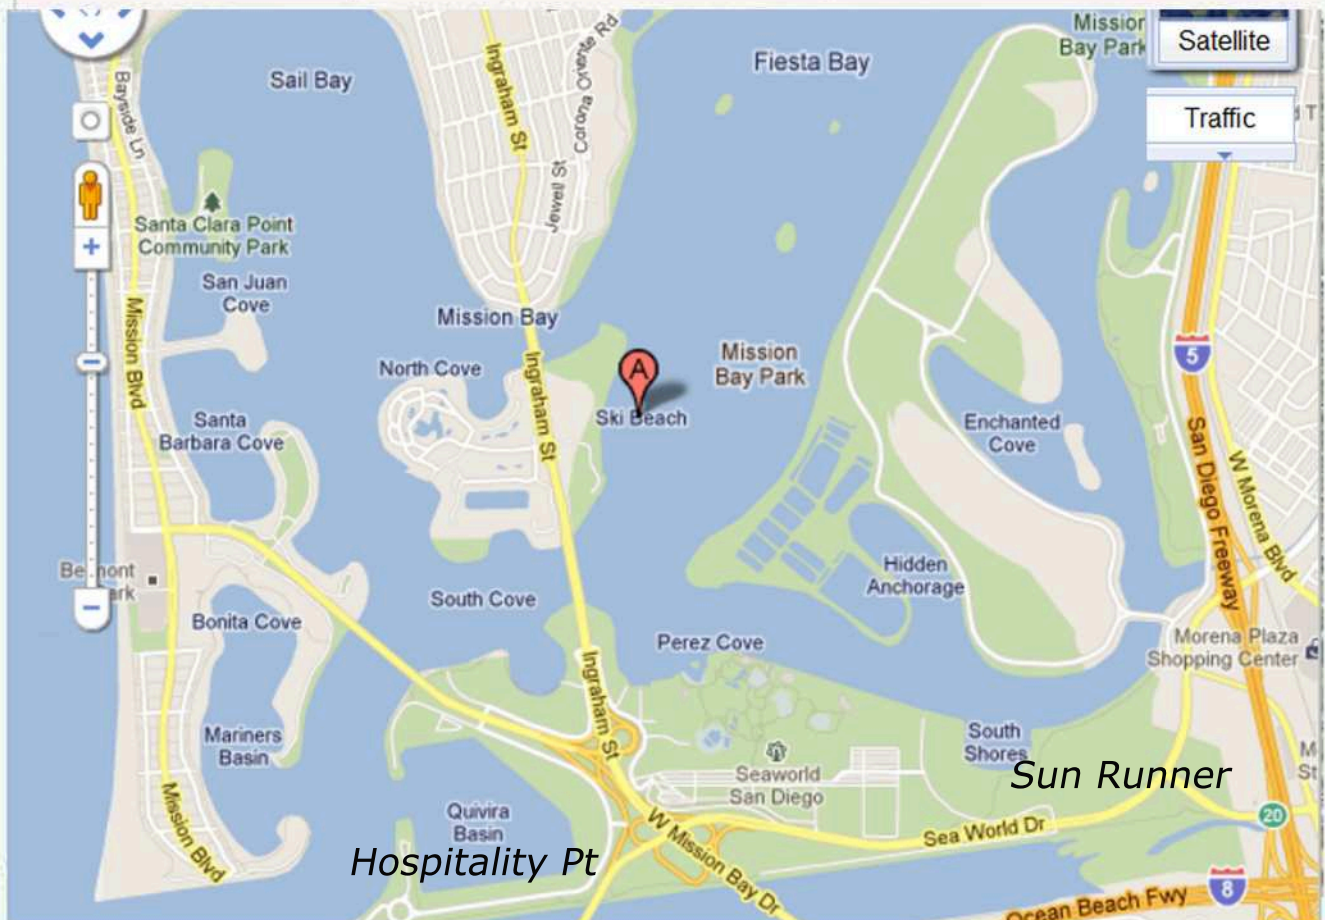 Sail Bay
Bayside Ln
Ingraham St
Corona Oriente Rd
Fiesta Bay
Mission
Bay Park
Satellite
Traffic
Jewell St
Santa Clara Point
Community Park
San Juan
Cove
Mission Blvd
Mission Bay
North Cove
Ingraham St
A
Ski Beach
Mission
Bay Park
5
Santa
Barbara Cove
Enchanted
Cove
San Diego Freeway
W Morena Blvd
Hidden
Anchorage
South Cove
Bonita Cove
Perez Cove
Morena Plaza
Shopping Center
Ingraham St
Mariners
Basin
South
Shores
Sun Runner
Seaworld
San Diego
Mission Blvd
Quivira
Basin
Hospitality Pt
W Mission Bay Dr
Sea World Dr
20
8
Ocean Beach Fwy